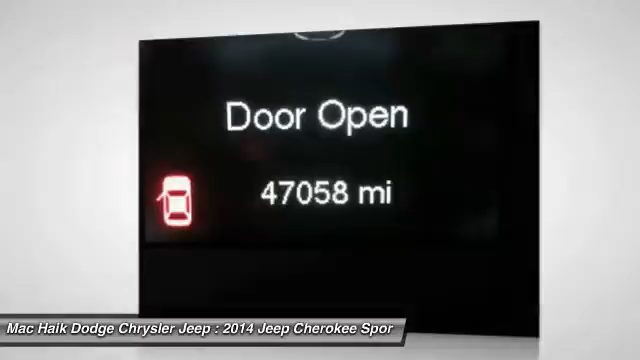 Door Open
47058 mi
Mac Haik Dodge Chrysler Jeep : 2014 Jeep Cherokee Spor